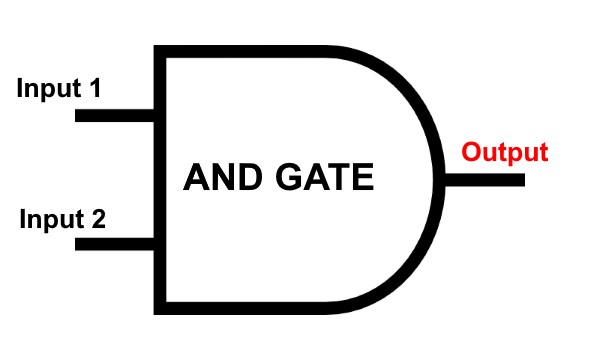 Input 1
AND GATE
Output
Input 2